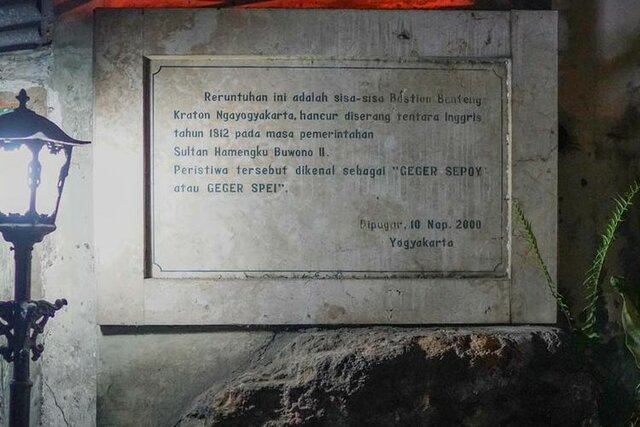 Reruntuhan ini adalah sisa-sisa Bastion Benteng
Kraton Ngayogyakarta, hancur diserang tentara Inggris
tahun 1812 pada masa pemerintahan
Sultan Hamengku Buwono II.
Peristiwa tersebut dikenal sebagai "GEGER SEPOY
atau GEGER SPEI".
Dipugar, 10 Nop. 2000
Yogyakarta